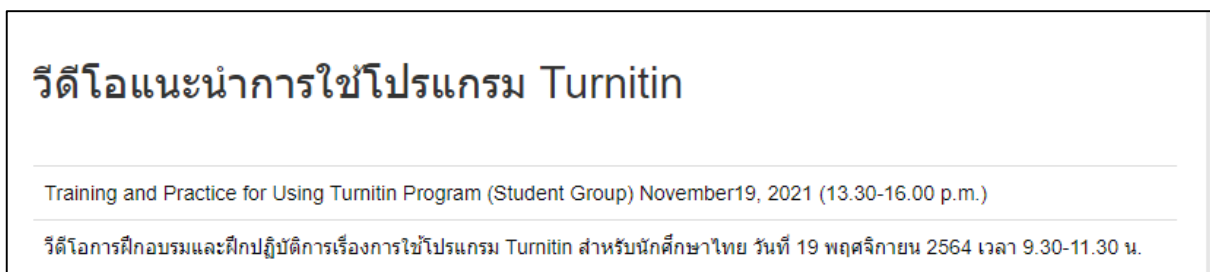 วีดีโอแนะนำการใช้โปรแกรม Turnitin
Training and Practice for Using Turnitin Program (Student Group) November19, 2021 (13.30-16.00 p.m.)
วีดีโอการฝึกอบรมและฝึกปฏิบัติการเรื่องการใช้โปรแกรม Turnitin สำหรับนักศึกษาไทย วันที่ 19 พฤศจิกายน 2564 เวลา 9.30-11.30 น.